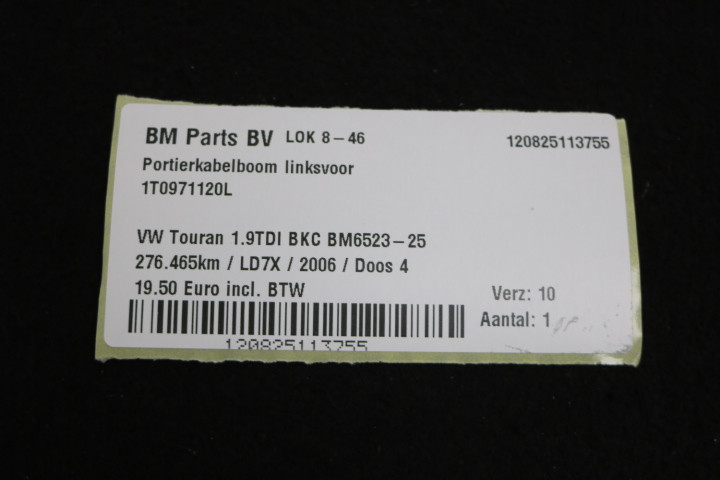 BM Parts BV LOK 8-46 120825113755
Portierkabelboom linksvoor
1T0971120L
VW Touran 1.9TDI BKC BM6523-25
276.465km / LD7X / 2006 / Doos 4
19.50 Euro incl. BTW Verz: 10
Aantal: 1
120825113755